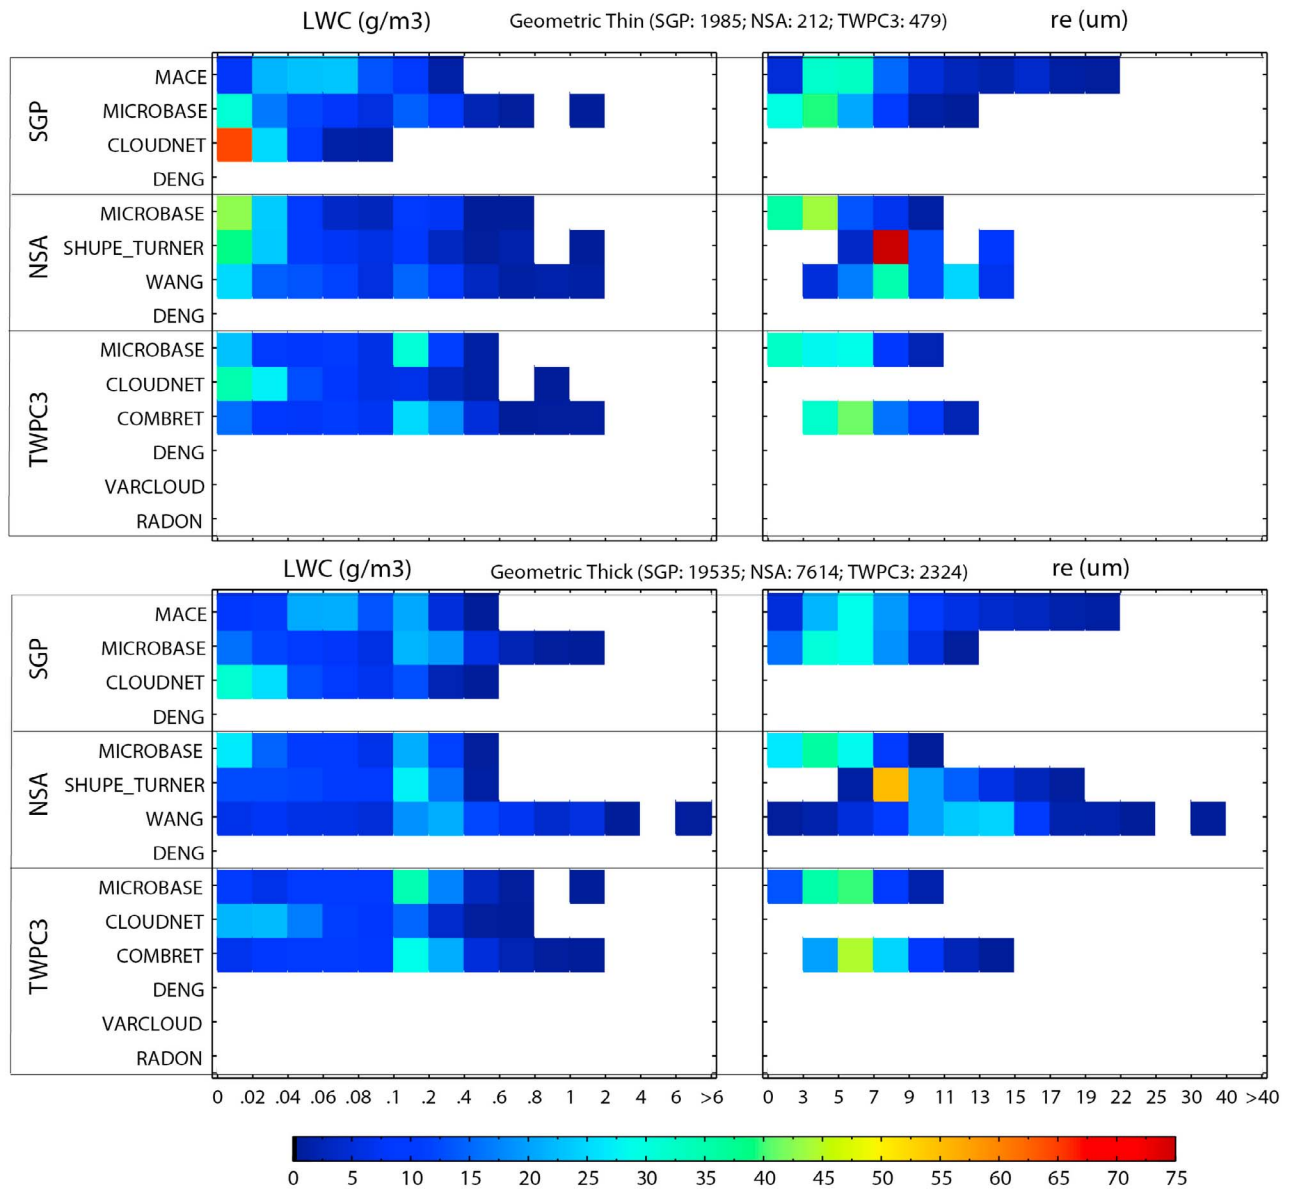 LWC (g/m3) Geometric Thin (SGP: 1985; NSA: 212; TWPC3: 479) re (um)
SGP
MACE
MICROBASE
CLOUDNET
DENG
NSA
MICROBASE
SHUPE_TURNER
WANG
DENG
TWPC3
MICROBASE
CLOUDNET
COMBRET
DENG
VARCLOUD
RADON
LWC (g/m3) Geometric Thick (SGP: 19535; NSA: 7614; TWPC3: 2324) re (um)
SGP
MACE
MICROBASE
CLOUDNET
DENG
NSA
MICROBASE
SHUPE_TURNER
WANG
DENG
TWPC3
MICROBASE
CLOUDNET
COMBRET
DENG
VARCLOUD
RADON
0 .02 .04 .06 .08 .1 .2 .4 .6 .8 1 2 4 6 >6 0 3 5 7 9 11 13 15 17 19 22 25 30 40 >40
0 5 10 15 20 25 30 35 40 45 50 55 60 65 70 75